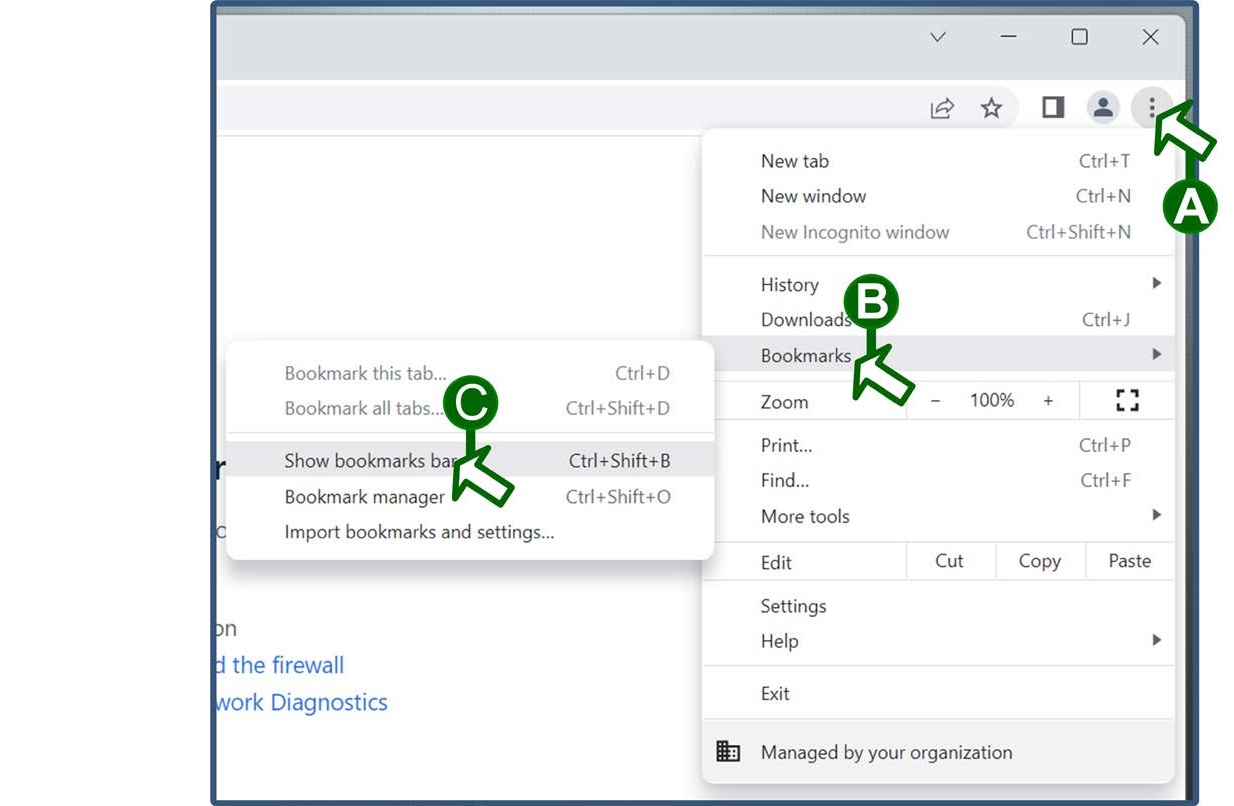 New tab Ctrl+T
A
New window Ctrl+N
New Incognito window Ctrl+Shift+N
History
B
Downloads Ctrl+J
Bookmarks
Zoom - 100% +
Print... Ctrl+P
Find... Ctrl+F
More tools
Edit Cut Copy Paste
Settings
Help
Exit
Managed by your organization
Bookmark this tab... Ctrl+D
C
Bookmark all tabs... Ctrl+Shift+D
Show bookmarks bar Ctrl+Shift+B
Bookmark manager Ctrl+Shift+O
Import bookmarks and settings...
on
d the firewall
work Diagnostics